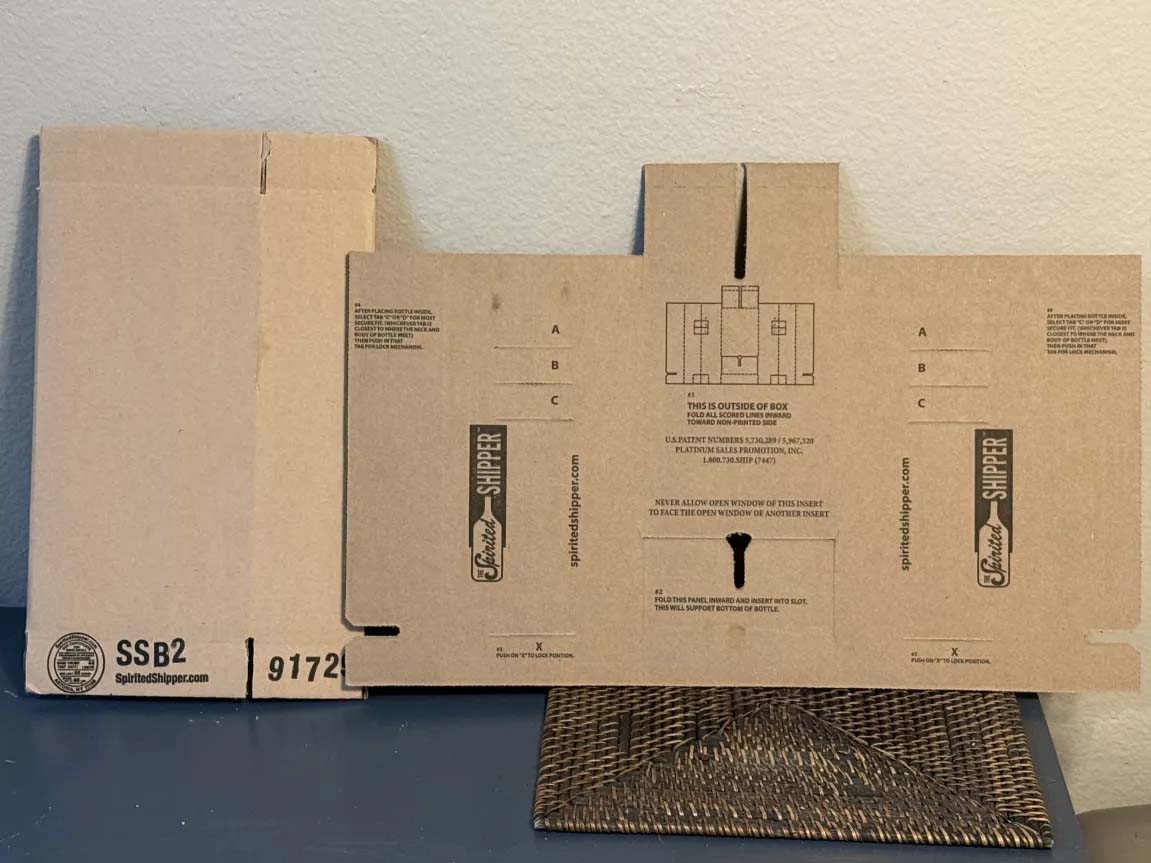 SSB2
SpiritedShipper.com
9172
#4
AFTER PLACING BOTTLE INSIDE,
SELECT TAB "C" OR "D" FOR MOST
SECURE FIT. (WHICHEVER TAB IS
CLOSEST TO WHERE THE NECK AND
BODY OF BOTTLE MEET)
THEN PUSH IN THAT
TAB FOR LOCK MECHANISM.
A
B
C
THE Spirited SHIPPER
spiritedshipper.com
#3
X
PUSH ON "X" TO LOCK POSITION.
#1
THIS IS OUTSIDE OF BOX
FOLD ALL SCORED LINES INWARD
TOWARD NON-PRINTED SIDE
U.S. PATENT NUMBERS 5,730,289 / 5,967,320
PLATINUM SALES PROMOTION, INC.
1.800.730.SHIP (7447)
NEVER ALLOW OPEN WINDOW OF THIS INSERT
TO FACE THE OPEN WINDOW OF ANOTHER INSERT
#2
FOLD THIS PANEL INWARD AND INSERT INTO SLOT.
THIS WILL SUPPORT BOTTOM OF BOTTLE.
#4
AFTER PLACING BOTTLE INSIDE,
SELECT TAB "C" OR "D" FOR MOST
SECURE FIT. (WHICHEVER TAB IS
CLOSEST TO WHERE THE NECK AND
BODY OF BOTTLE MEET)
THEN PUSH IN THAT
TAB FOR LOCK MECHANISM.
A
B
C
spiritedshipper.com
THE Spirited SHIPPER
X
PUSH ON "X" TO LOCK POSITION.